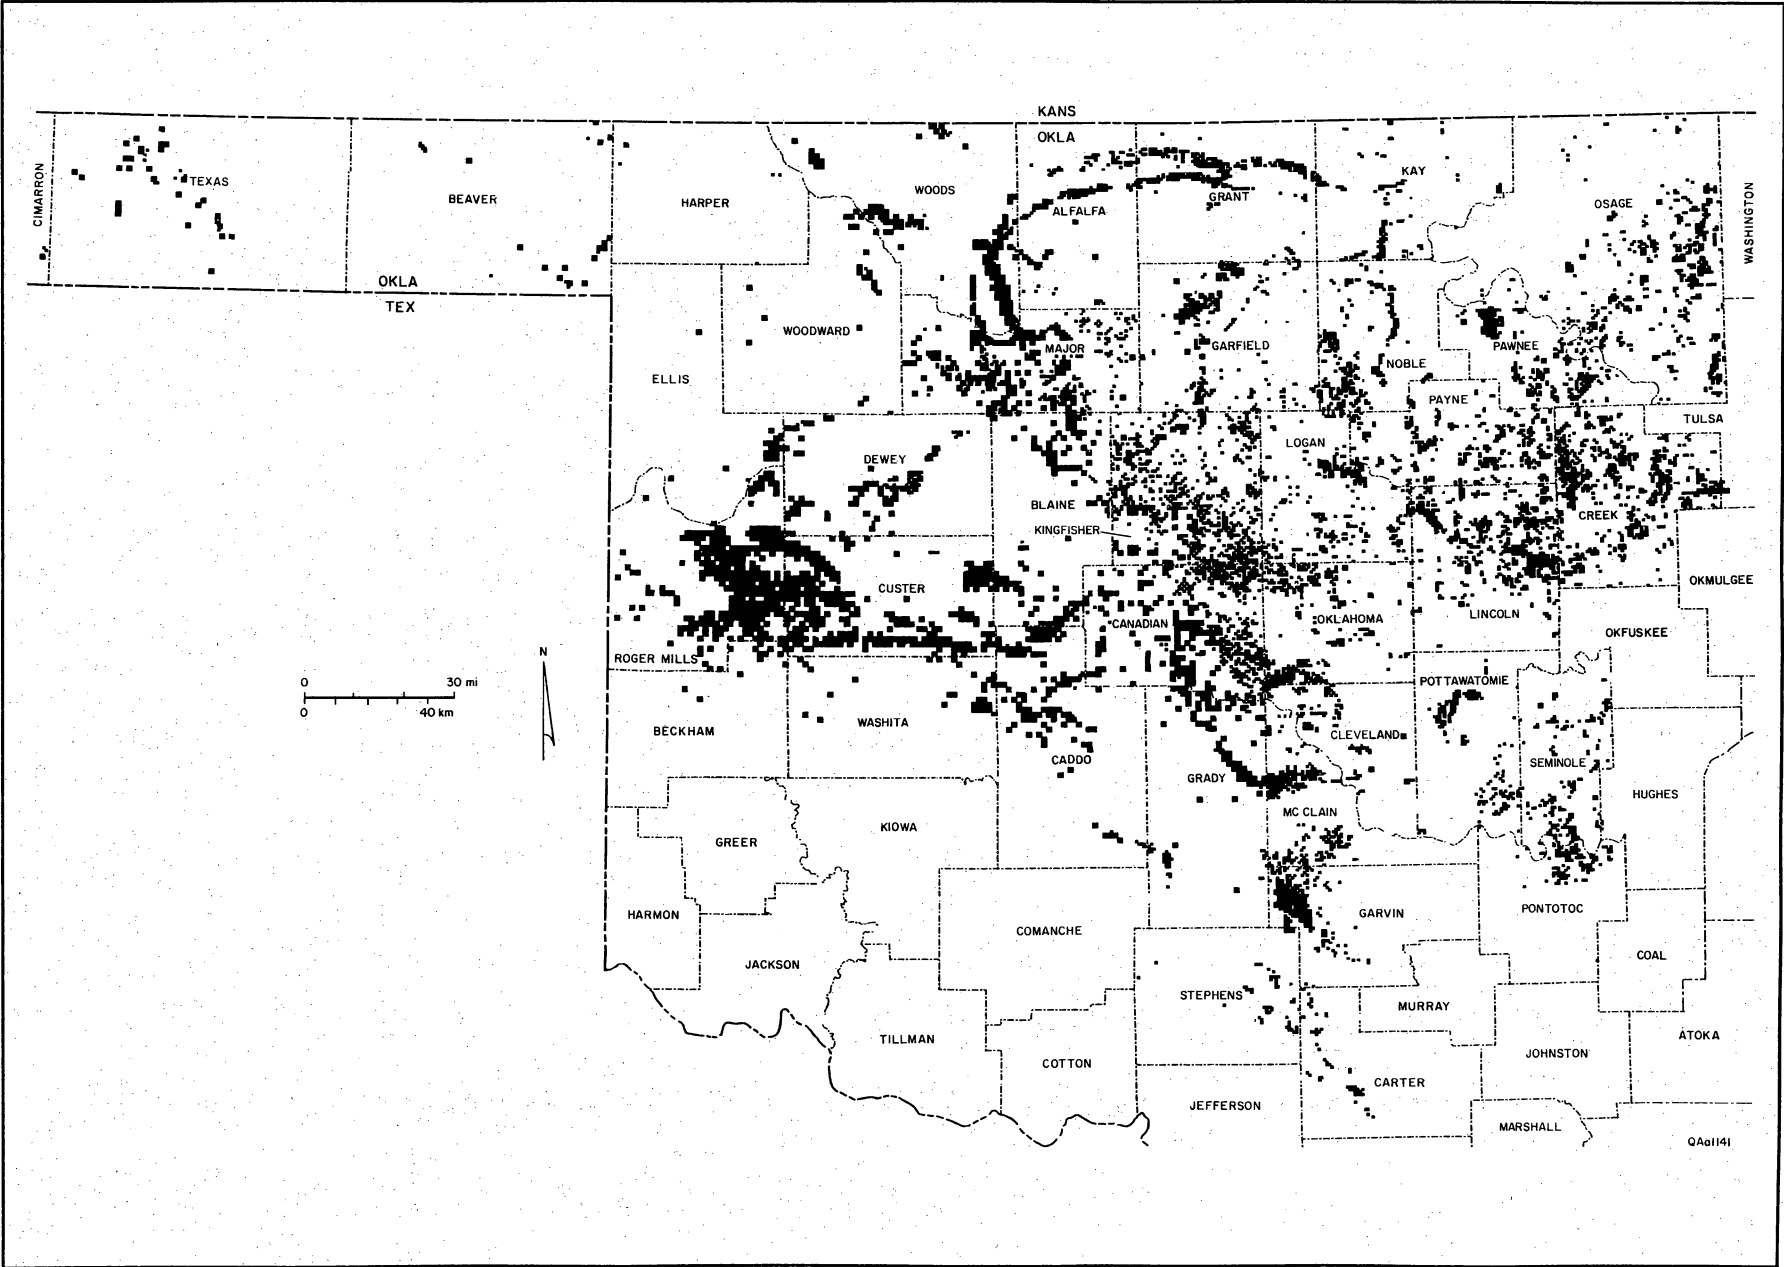 KANS
OKLA
CIMARRON
TEXAS
BEAVER
HARPER
WOODS
ALFALFA
GRANT
KAY
OSAGE
WASHINGTON
OKLA
TEX
WOODWARD
ELLIS
MAJOR
GARFIELD
NOBLE
PAWNEE
PAYNE
TULSA
DEWEY
BLAINE
KINGFISHER
LOGAN
CREEK
CUSTER
CANADIAN
OKLAHOMA
LINCOLN
OKMULGEE
OKFUSKEE
ROGER MILLS
N
0 30 mi
0 40 km
BECKHAM
WASHITA
CADDO
GRADY
CLEVELAND
POTTAWATOMIE
SEMINOLE
HUGHES
MC CLAIN
GREER
KIOWA
HARMON
JACKSON
COMANCHE
GARVIN
PONTOTOC
COAL
STEPHENS
MURRAY
TILLMAN
COTTON
JOHNSTON
ATOKA
CARTER
JEFFERSON
MARSHALL
QAa1141